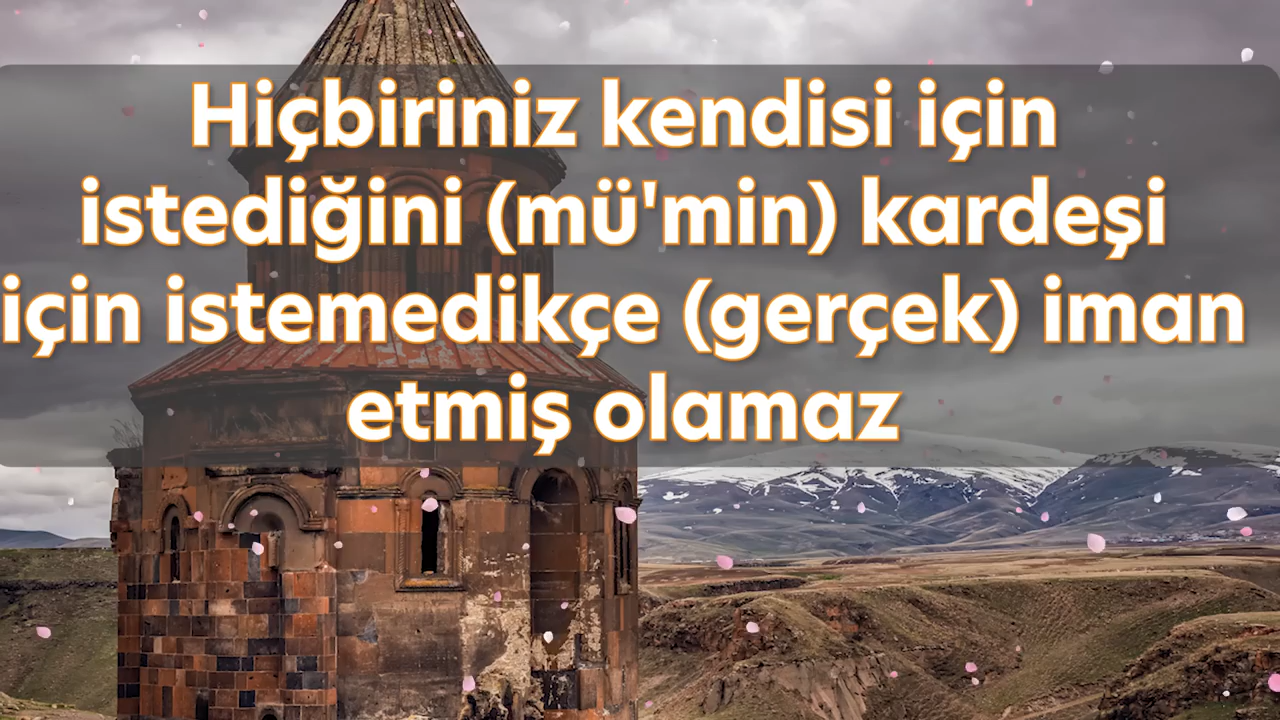 Hiçbiriniz kendisi için
istediğini (mü'min) kardeşi
için istemedikçe (gerçek) iman
etmiş olamaz